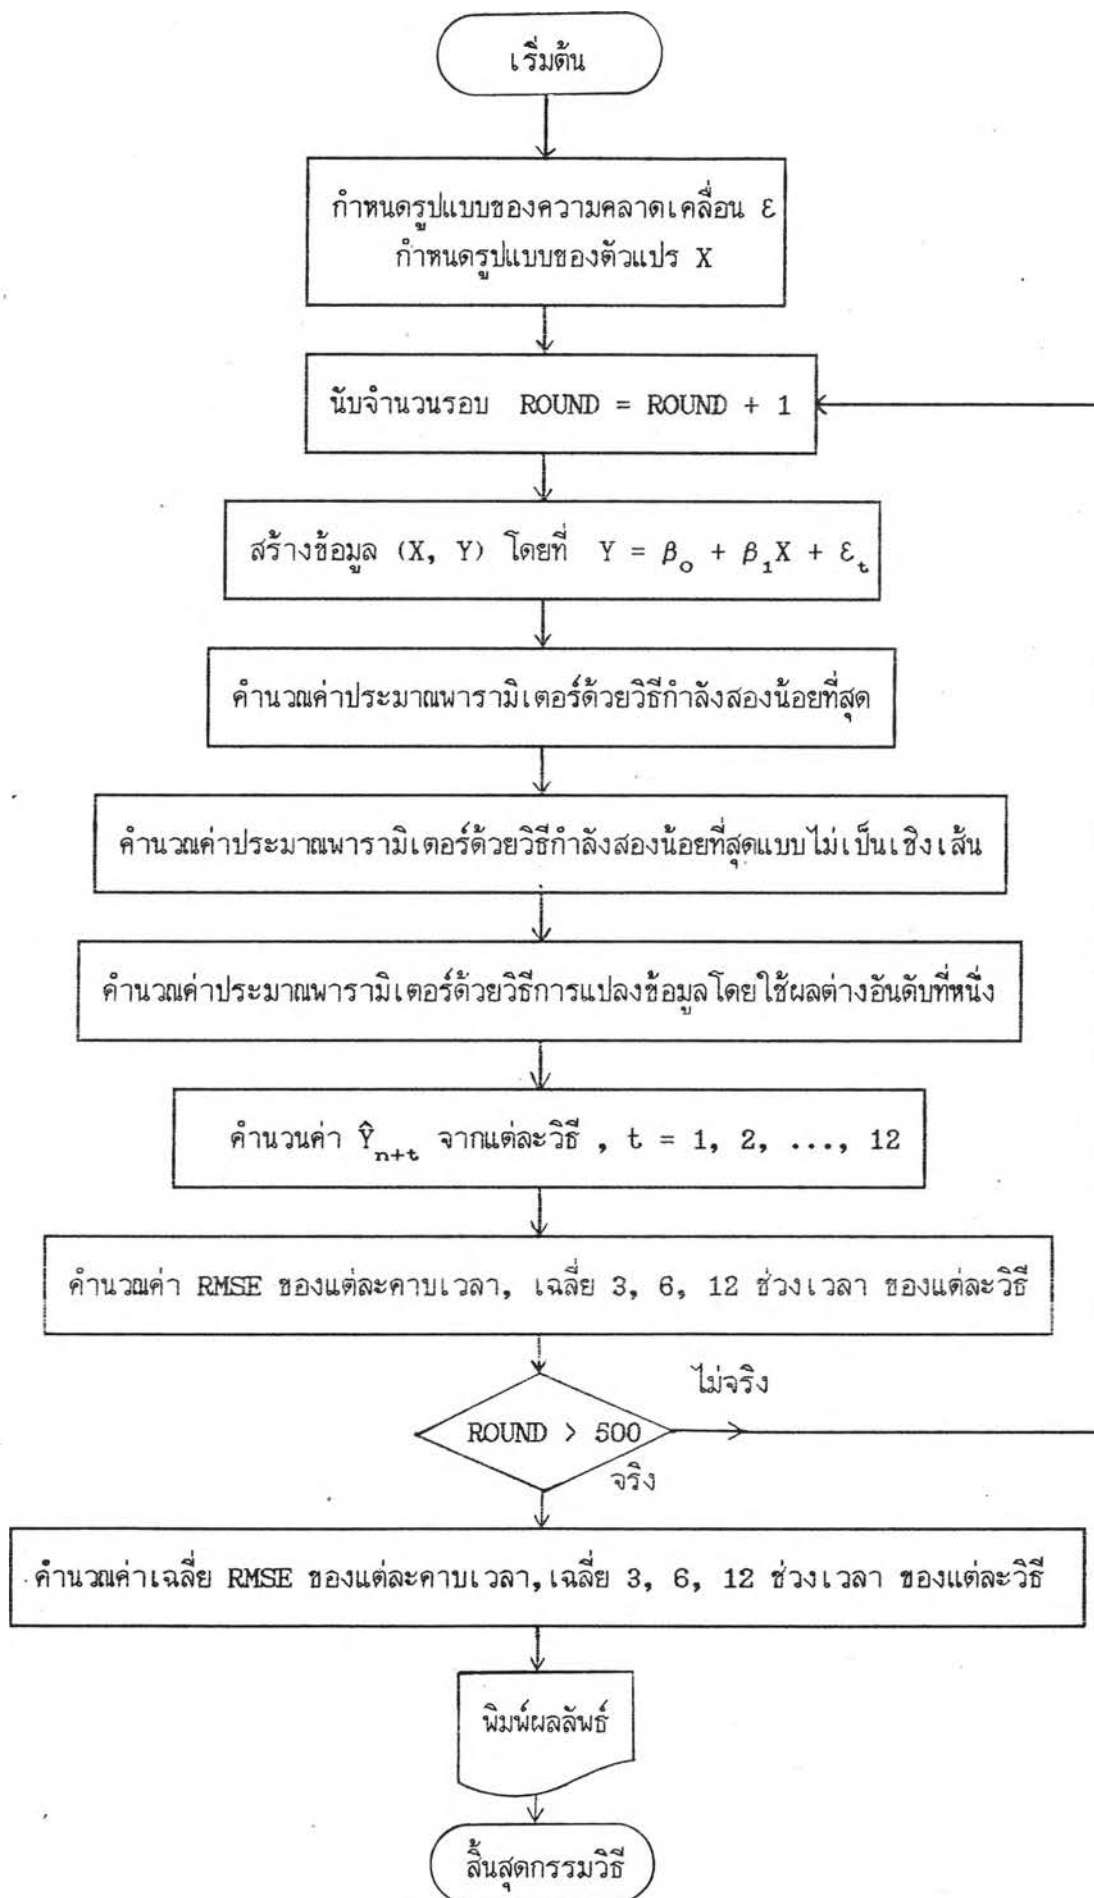 เริ่มต้น
กำหนดรูปแบบของความคลาดเคลื่อน ε
กำหนดรูปแบบของตัวแปร X
นับจำนวนรอบ ROUND = ROUND + 1
สร้างข้อมูล (X, Y) โดยที่ Y = β₀ + β₁X + εₜ
คำนวณค่าประมาณพารามิเตอร์ด้วยวิธีกำลังสองน้อยที่สุด
คำนวณค่าประมาณพารามิเตอร์ด้วยวิธีกำลังสองน้อยที่สุดแบบไม่เป็นเชิงเส้น
คำนวณค่าประมาณพารามิเตอร์ด้วยวิธีการแปลงข้อมูลโดยใช้ผลต่างอันดับที่หนึ่ง
คำนวนค่า Ŷₙ₊ₜ จากแต่ละวิธี , t = 1, 2, ..., 12
คำนวณค่า RMSE ของแต่ละคาบเวลา, เฉลี่ย 3, 6, 12 ช่วงเวลา ของแต่ละวิธี
ไม่จริง
ROUND > 500
จริง
คำนวณค่าเฉลี่ย RMSE ของแต่ละคาบเวลา,เฉลี่ย 3, 6, 12 ช่วงเวลา ของแต่ละวิธี
พิมพ์ผลลัพธ์
สิ้นสุดกรรมวิธี